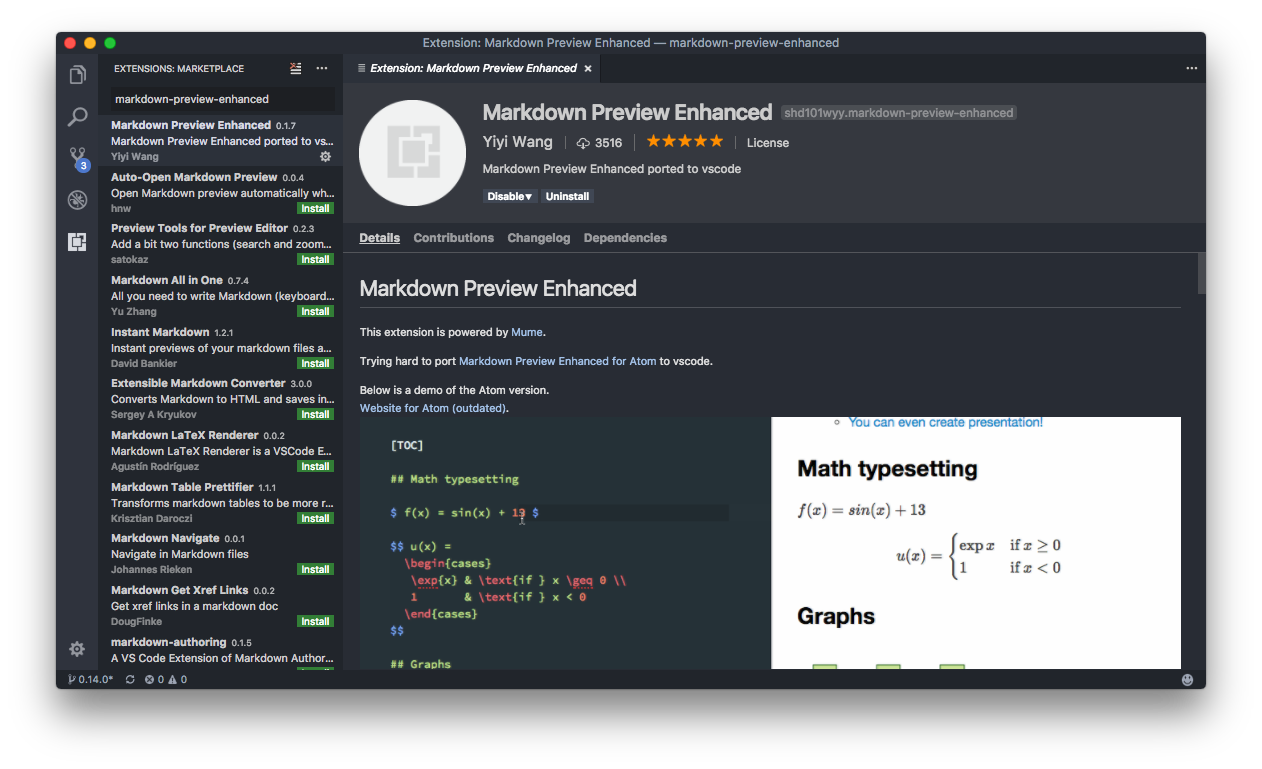 Extension: Markdown Preview Enhanced — markdown-preview-enhanced
EXTENSIONS: MARKETPLACE
markdown-preview-enhanced
Markdown Preview Enhanced 0.1.7
Markdown Preview Enhanced ported to vs...
Yiyi Wang
Auto-Open Markdown Preview 0.0.4
Open Markdown preview automatically wh...
hnw Install
Preview Tools for Preview Editor 0.2.3
Add a bit two functions (search and zoom...
satokaz Install
Markdown All in One 0.7.4
All you need to write Markdown (keyboard...
Yu Zhang Install
Instant Markdown 1.2.1
Instant previews of your markdown files a...
David Bankier Install
Extensible Markdown Converter 3.0.0
Converts Markdown to HTML and saves in...
Sergey A Kryukov Install
Markdown LaTeX Renderer 0.0.2
Markdown LaTeX Renderer is a VSCode E...
Agustín Rodríguez Install
Markdown Table Prettifier 1.1.1
Transforms markdown tables to be more r...
Krisztian Daroczi Install
Markdown Navigate 0.0.1
Navigate in Markdown files
Johannes Rieken Install
Markdown Get Xref Links 0.0.2
Get xref links in a markdown doc
DougFinke Install
markdown-authoring 0.1.5
A VS Code Extension of Markdown Author...
3
Extension: Markdown Preview Enhanced ×
Markdown Preview Enhanced shd101wyy.markdown-preview-enhanced
Yiyi Wang | 3516 | ★★★★★ | License
Markdown Preview Enhanced ported to vscode
Disable▾ Uninstall
Details Contributions Changelog Dependencies
Markdown Preview Enhanced
This extension is powered by Mume.
Trying hard to port Markdown Preview Enhanced for Atom to vscode.
Below is a demo of the Atom version.
Website for Atom (outdated).
[TOC]
## Math typesetting
$ f(x) = sin(x) + 13 $
$$ u(x) =
\begin{cases}
\exp{x} & \text{if } x \geq 0 \\
1 & \text{if } x < 0
\end{cases}
$$
## Graphs
You can even create presentation!
Math typesetting
f(x) = sin(x) + 13
u(x) = { exp x if x ≥ 0
1 if x < 0
Graphs
0.14.0* 0 0